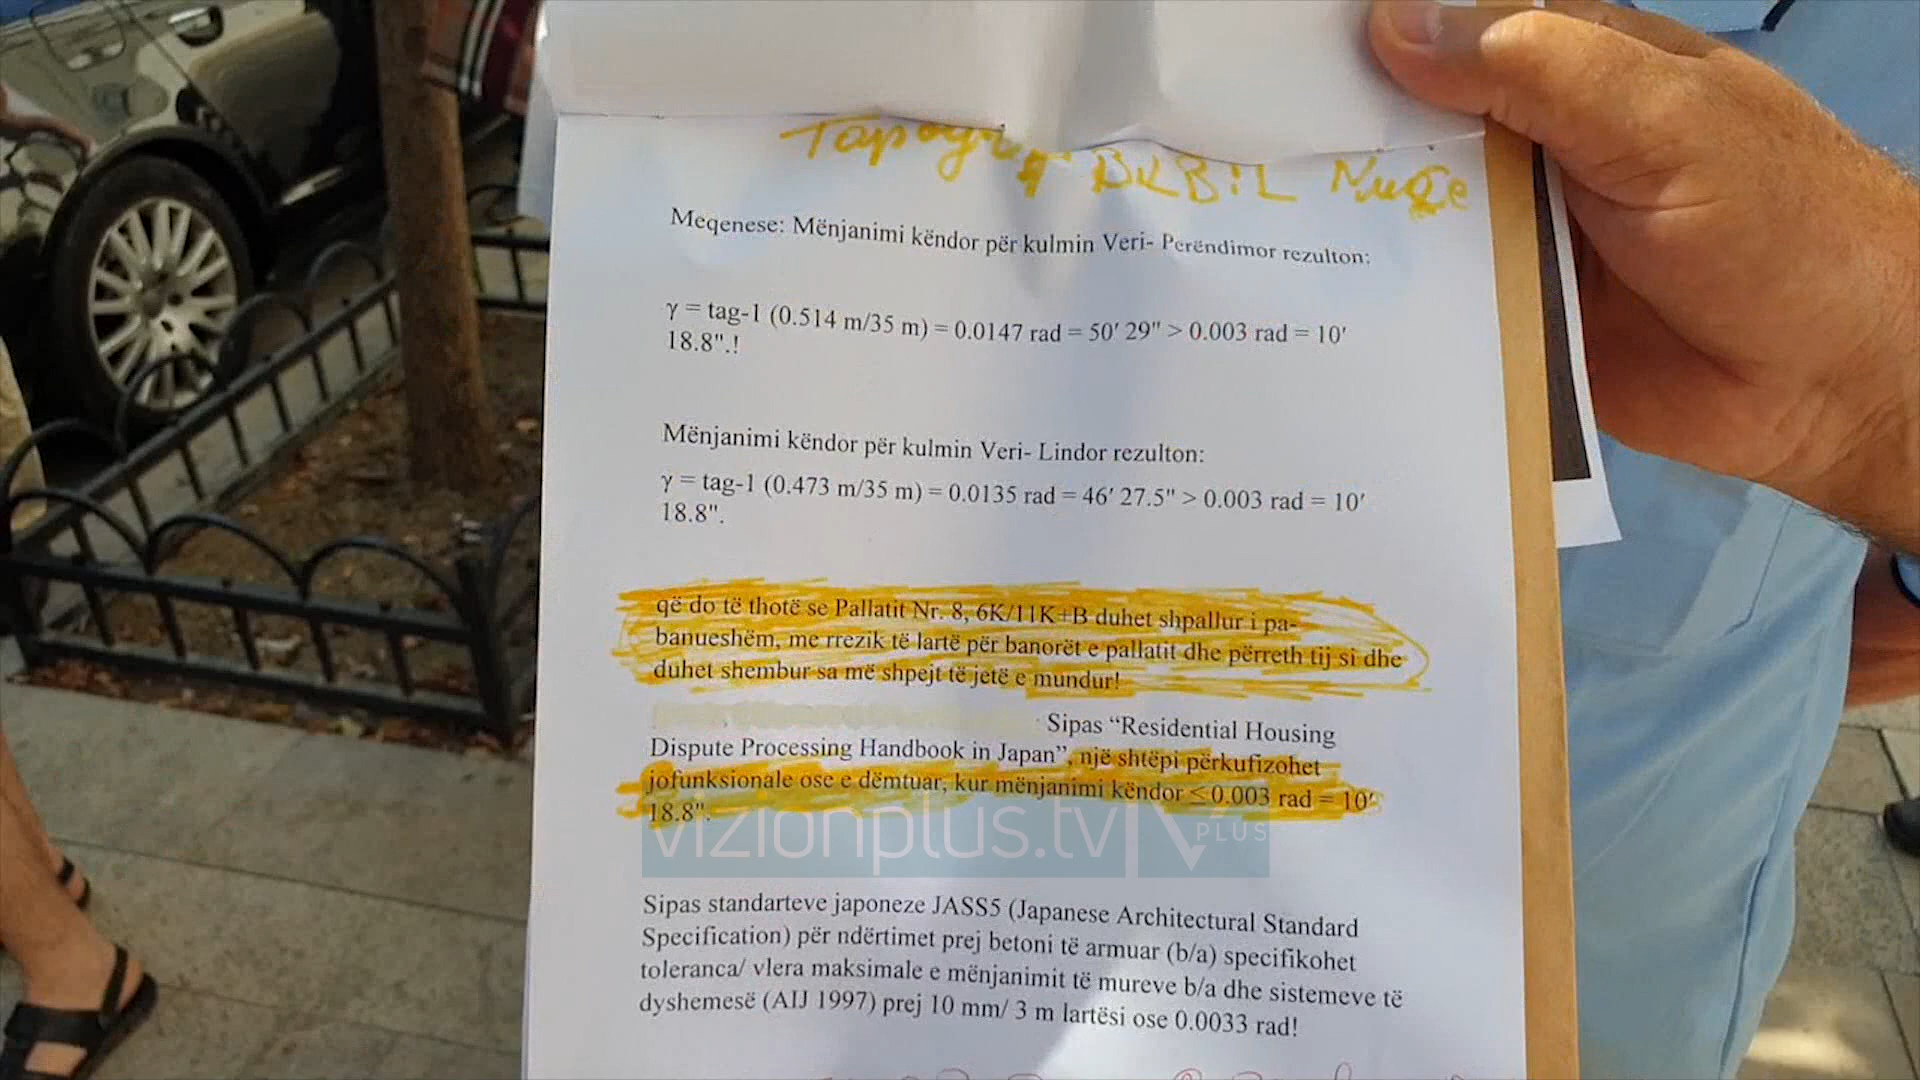 Tapograf BRBIL Nuçe
Meqenese: Mënjanimi këndor për kulmin Veri- Perëndimor rezulton:
γ = tag-1 (0.514 m/35 m) = 0.0147 rad = 50′ 29" > 0.003 rad = 10′
18.8".!
Mënjanimi këndor për kulmin Veri- Lindor rezulton:
γ = tag-1 (0.473 m/35 m) = 0.0135 rad = 46′ 27.5" > 0.003 rad = 10′
18.8".
që do të thotë se Pallatit Nr. 8, 6K/11K+B duhet shpallur i pa-
banueshëm, me rrezik të lartë për banorët e pallatit dhe përreth tij si dhe
duhet shembur sa më shpejt të jetë e mundur!
Sipas “Residential Housing
Dispute Processing Handbook in Japan”, një shtëpi përkufizohet
jofunksionale ose e dëmtuar, kur mënjanimi këndor ≤ 0.003 rad = 10′
18.8".
vizionplus.tv PLUS
Sipas standarteve japoneze JASS5 (Japanese Architectural Standard
Specification) për ndërtimet prej betoni të armuar (b/a) specifikohet
toleranca/ vlera maksimale e mënjanimit të mureve b/a dhe sistemeve të
dyshemesë (AIJ 1997) prej 10 mm/ 3 m lartësi ose 0.0033 rad!